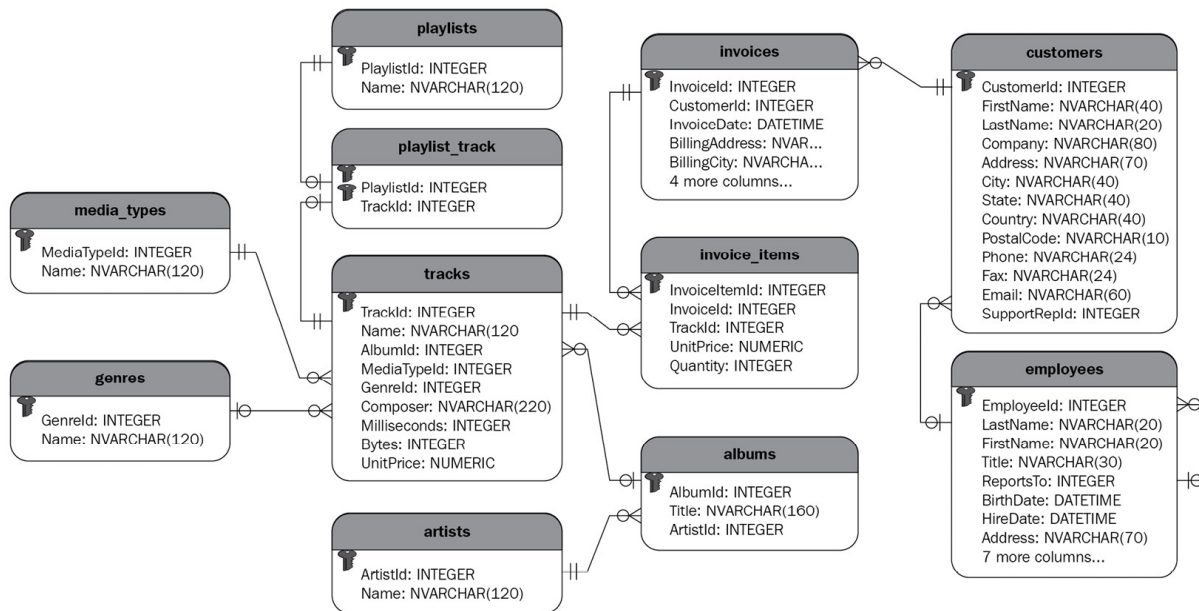 playlists
PlaylistId: INTEGER
Name: NVARCHAR(120)
playlist_track
PlaylistId: INTEGER
TrackId: INTEGER
media_types
MediaTypeId: INTEGER
Name: NVARCHAR(120)
genres
GenreId: INTEGER
Name: NVARCHAR(120)
tracks
TrackId: INTEGER
Name: NVARCHAR(120
AlbumId: INTEGER
MediaTypeId: INTEGER
GenreId: INTEGER
Composer: NVARCHAR(220)
Milliseconds: INTEGER
Bytes: INTEGER
UnitPrice: NUMERIC
artists
ArtistId: INTEGER
Name: NVARCHAR(120)
invoices
InvoiceId: INTEGER
CustomerId: INTEGER
InvoiceDate: DATETIME
BillingAddress: NVAR...
BillingCity: NVARCHA...
4 more columns...
invoice_items
InvoiceItemId: INTEGER
InvoiceId: INTEGER
TrackId: INTEGER
UnitPrice: NUMERIC
Quantity: INTEGER
albums
AlbumId: INTEGER
Title: NVARCHAR(160)
ArtistId: INTEGER
customers
CustomerId: INTEGER
FirstName: NVARCHAR(40)
LastName: NVARCHAR(20)
Company: NVARCHAR(80)
Address: NVARCHAR(70)
City: NVARCHAR(40)
State: NVARCHAR(40)
Country: NVARCHAR(40)
PostalCode: NVARCHAR(10)
Phone: NVARCHAR(24)
Fax: NVARCHAR(24)
Email: NVARCHAR(60)
SupportRepId: INTEGER
employees
EmployeeId: INTEGER
LastName: NVARCHAR(20)
FirstName: NVARCHAR(20)
Title: NVARCHAR(30)
ReportsTo: INTEGER
BirthDate: DATETIME
HireDate: DATETIME
Address: NVARCHAR(70)
7 more columns...